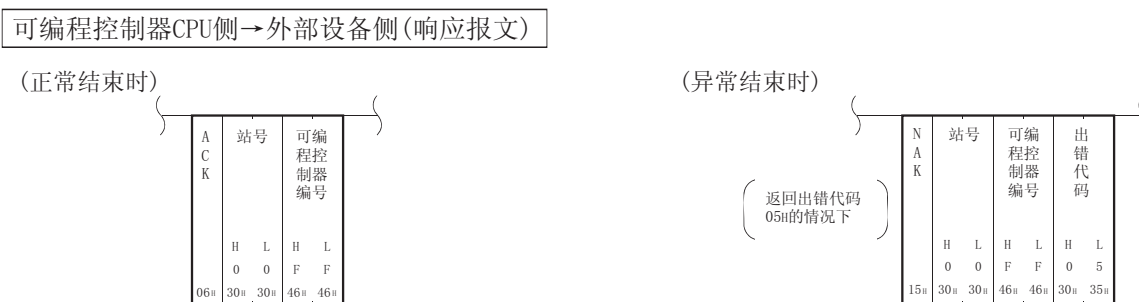 可编程控制器CPU侧→外部设备侧(响应报文)
(正常结束时)
ACK
站号
可编程控制器编号
H L H L
0 0 F F
06H 30H 30H 46H 46H
(异常结束时)
返回出错代码
05H的情况下
NAK
站号
可编程控制器编号
出错代码
H L H L H L
0 0 F F 0 5
15H 30H 30H 46H 46H 30H 35H